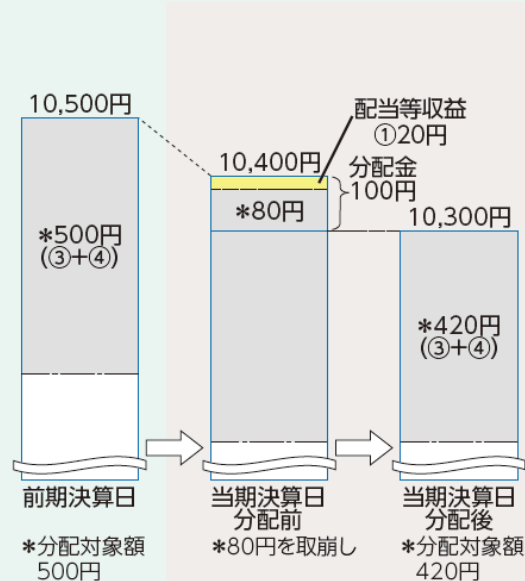 10,500円
配当等収益
①20円
10,400円
分配金
100円
*80円
10,300円
*500円
(③+④)
*420円
(③+④)
前期決算日
当期決算日
分配前
当期決算日
分配後
*分配対象額
500円
*80円を取崩し
*分配対象額
420円